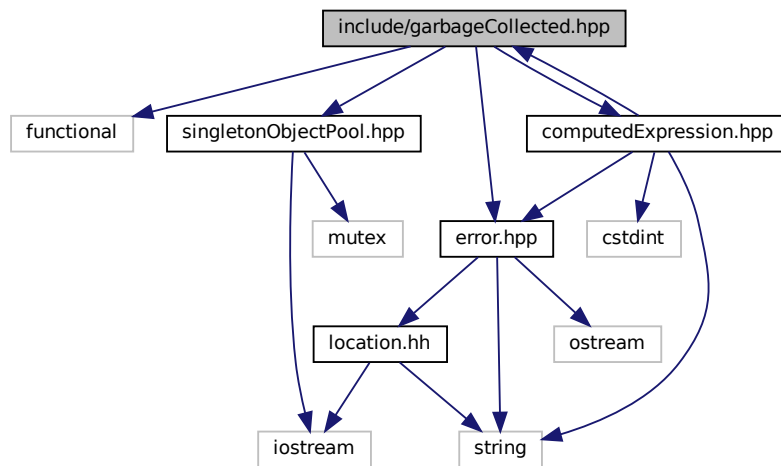 include/garbageCollected.hpp
functional
singletonObjectPool.hpp
computedExpression.hpp
mutex
error.hpp
cstdint
location.hh
ostream
iostream
string